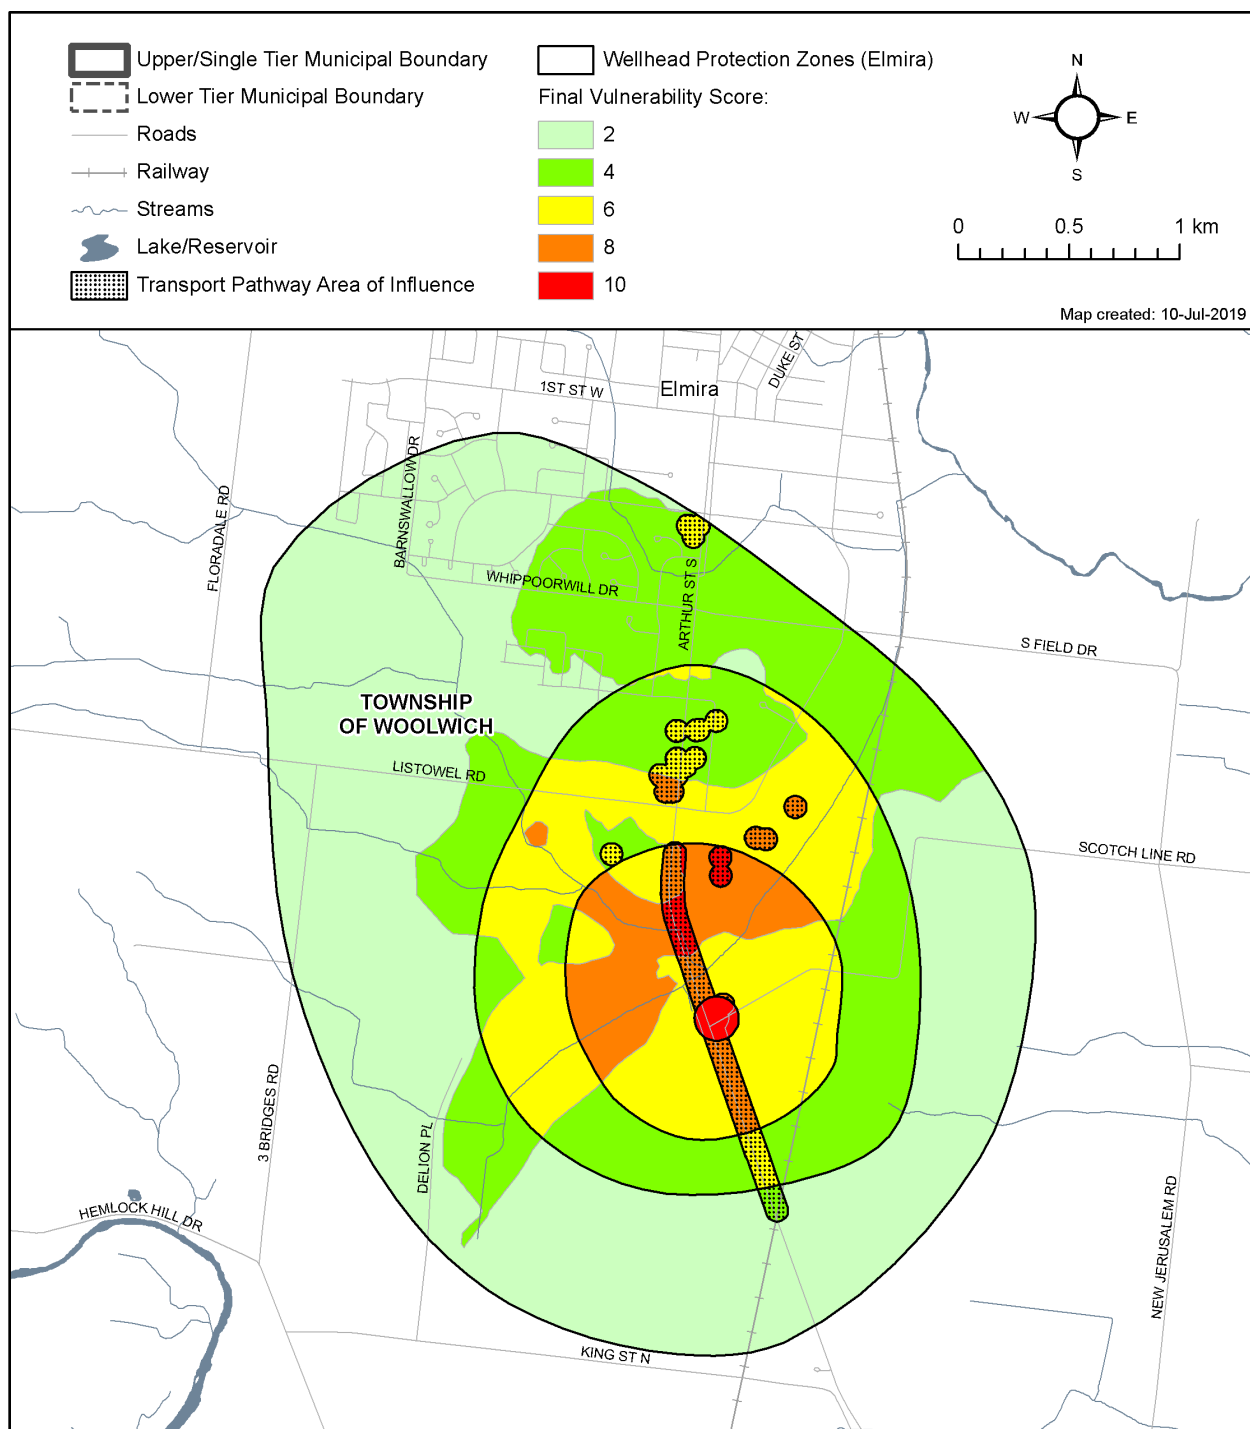 Upper/Single Tier Municipal Boundary
Lower Tier Municipal Boundary
Roads
Railway
Streams
Lake/Reservoir
Transport Pathway Area of Influence
Wellhead Protection Zones (Elmira)
Final Vulnerability Score:
2
4
6
8
10
N
W E
S
0 0.5 1 km
Map created: 10-Jul-2019
DUKE ST
1ST ST W
Elmira
BARNSWALLOW DR
FLORADALE RD
WHIPPOORWILL DR
ARTHUR ST S
S FIELD DR
TOWNSHIP
OF WOOLWICH
LISTOWEL RD
SCOTCH LINE RD
3 BRIDGES RD
DELION PL
HEMLOCK HILL DR
NEW JERUSALEM RD
KING ST N